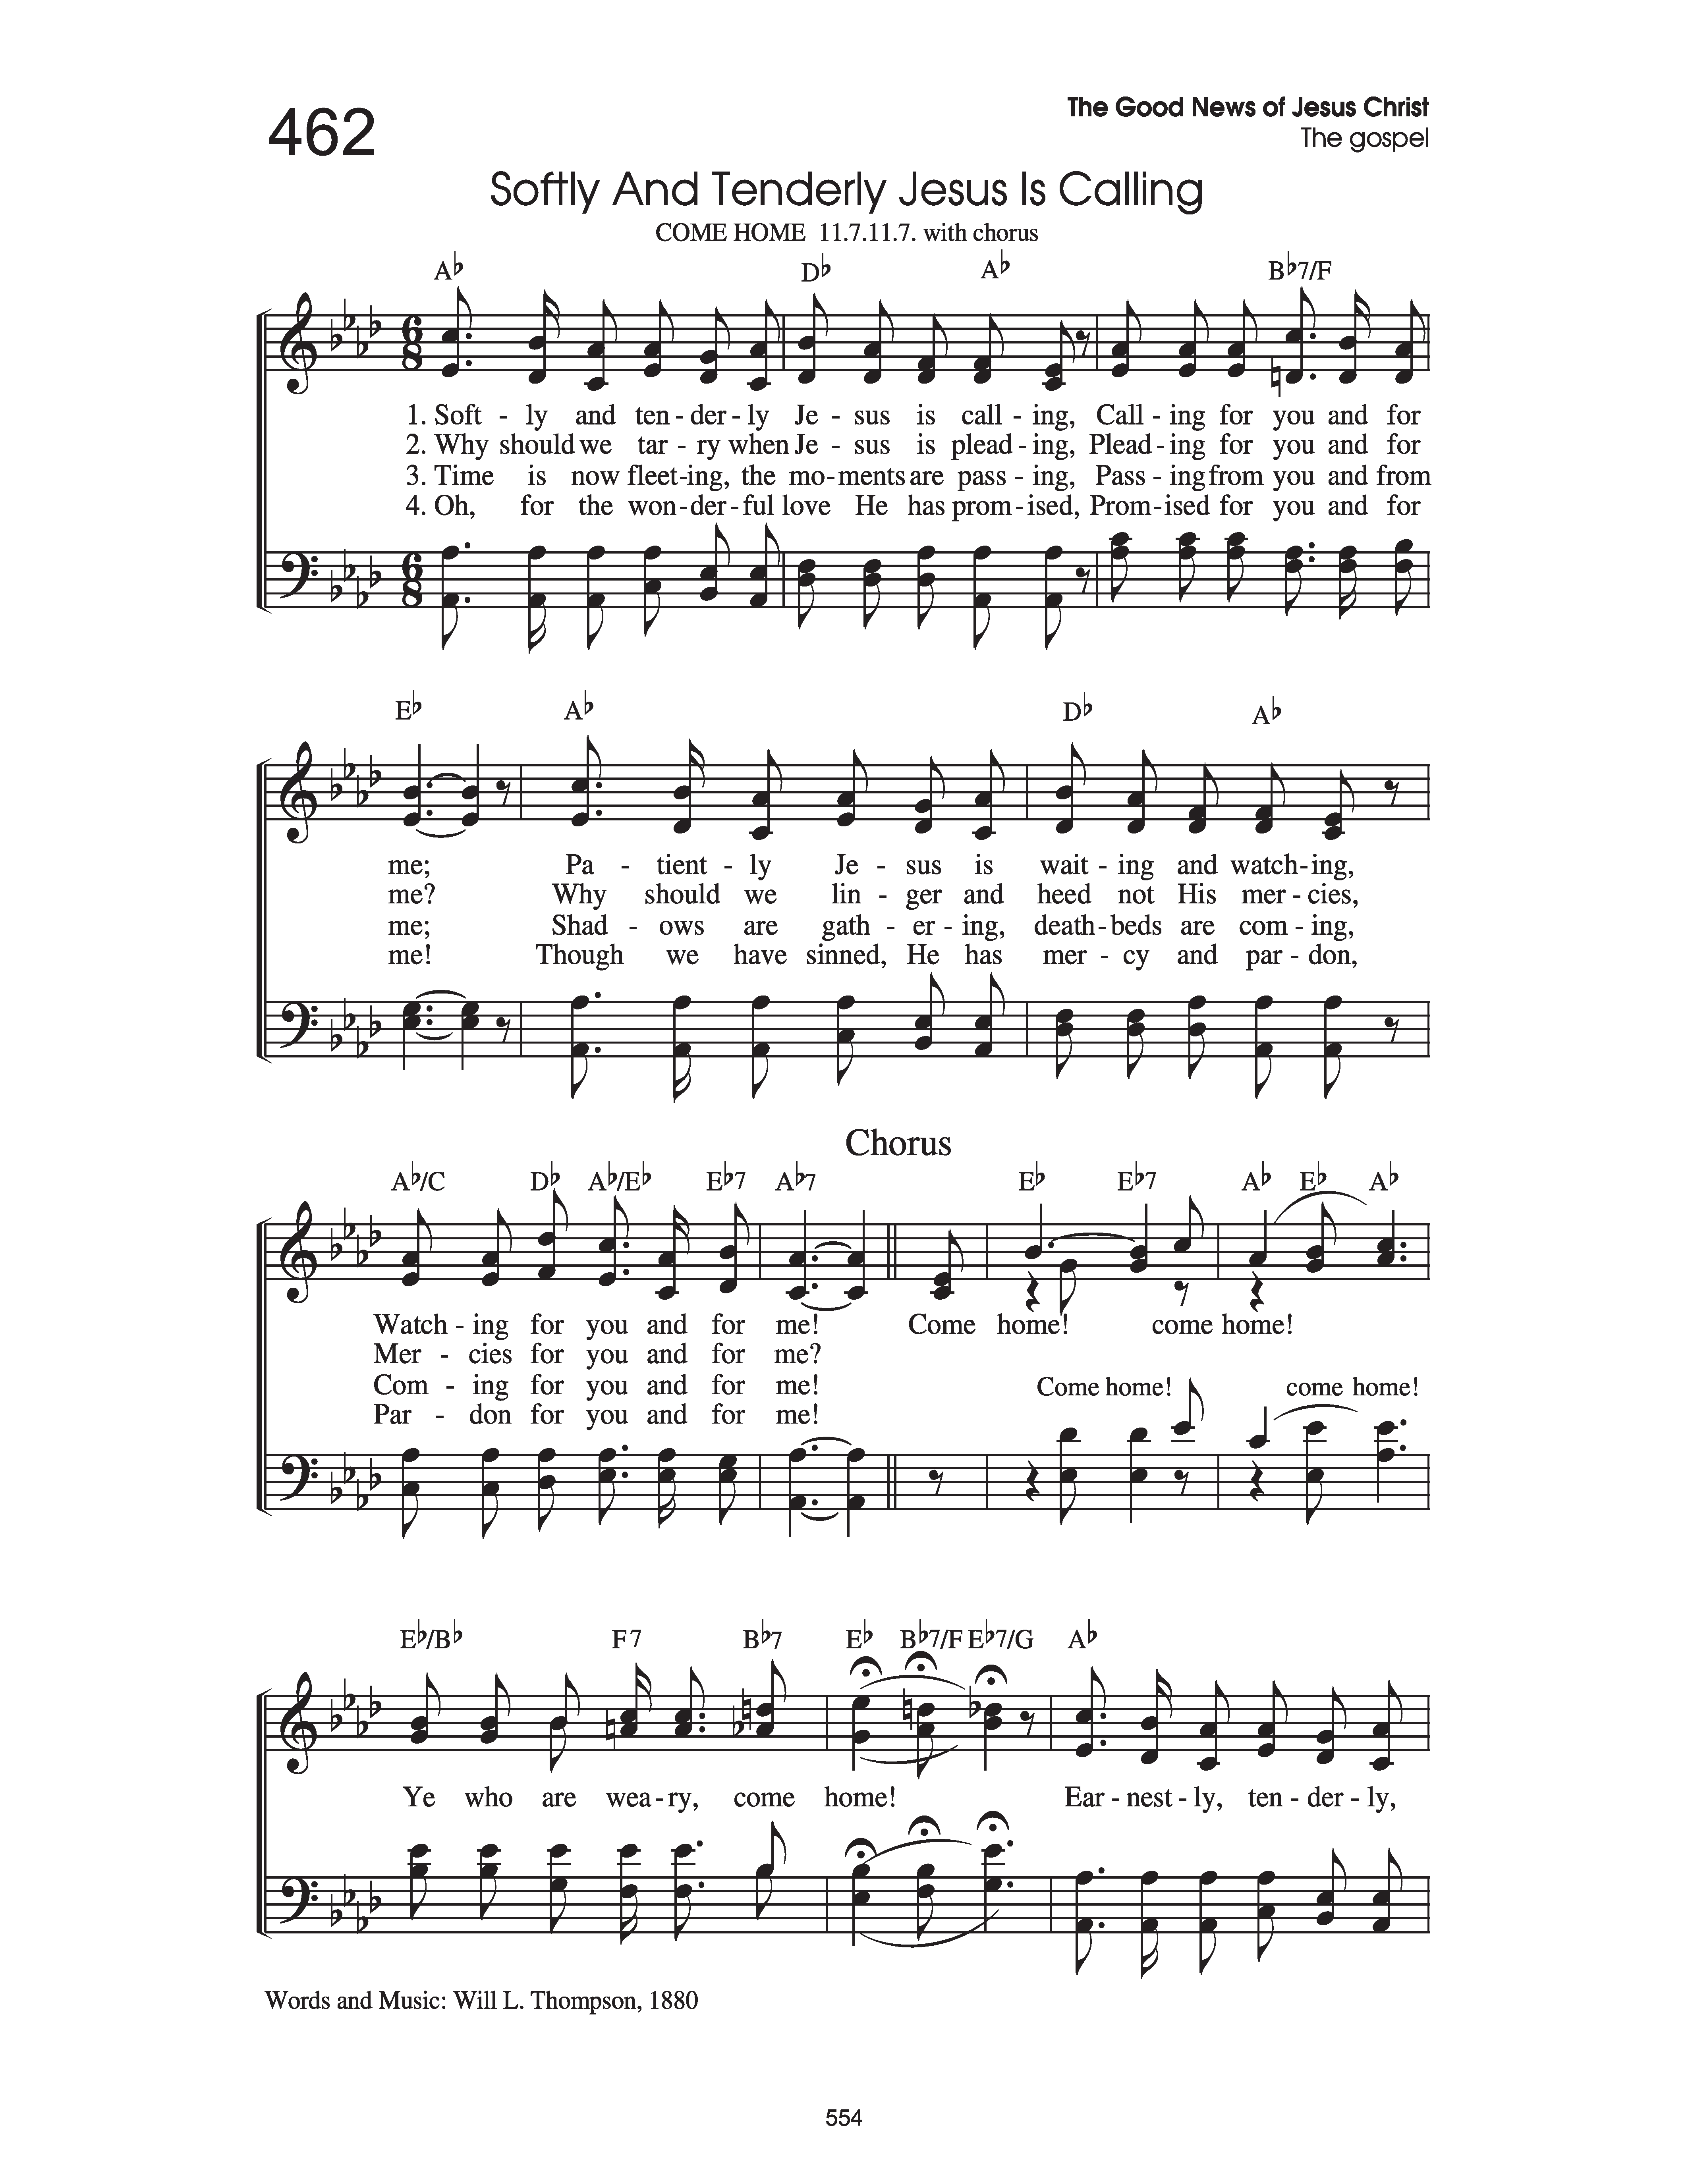 462
The Good News of Jesus Christ
The gospel
Softly And Tenderly Jesus Is Calling
COME HOME 11.7.11.7. with chorus
A♭ D♭ A♭ B♭7/F
1. Soft - ly and ten - der - ly Je - sus is call - ing, Call - ing for you and for
2. Why should we tar - ry when Je - sus is plead - ing, Plead - ing for you and for
3. Time is now fleet - ing, the mo - ments are pass - ing, Pass - ing from you and from
4. Oh, for the won - der - ful love He has prom - ised, Prom - ised for you and for
E♭ A♭ D♭ A♭
me; Pa - tient - ly Je - sus is wait - ing and watch - ing,
me? Why should we lin - ger and heed not His mer - cies,
me; Shad - ows are gath - er - ing, death - beds are com - ing,
me! Though we have sinned, He has mer - cy and par - don,
Chorus
A♭/C D♭ A♭/E♭ E♭7 A♭7 E♭ E♭7 A♭ E♭ A♭
Watch - ing for you and for me! Come home! come home!
Mer - cies for you and for me?
Com - ing for you and for me! Come home! come home!
Par - don for you and for me!
E♭/B♭ F7 B♭7 E♭ B♭7/F E♭7/G A♭
Ye who are wea - ry, come home! Ear - nest - ly, ten - der - ly,
Words and Music: Will L. Thompson, 1880
554